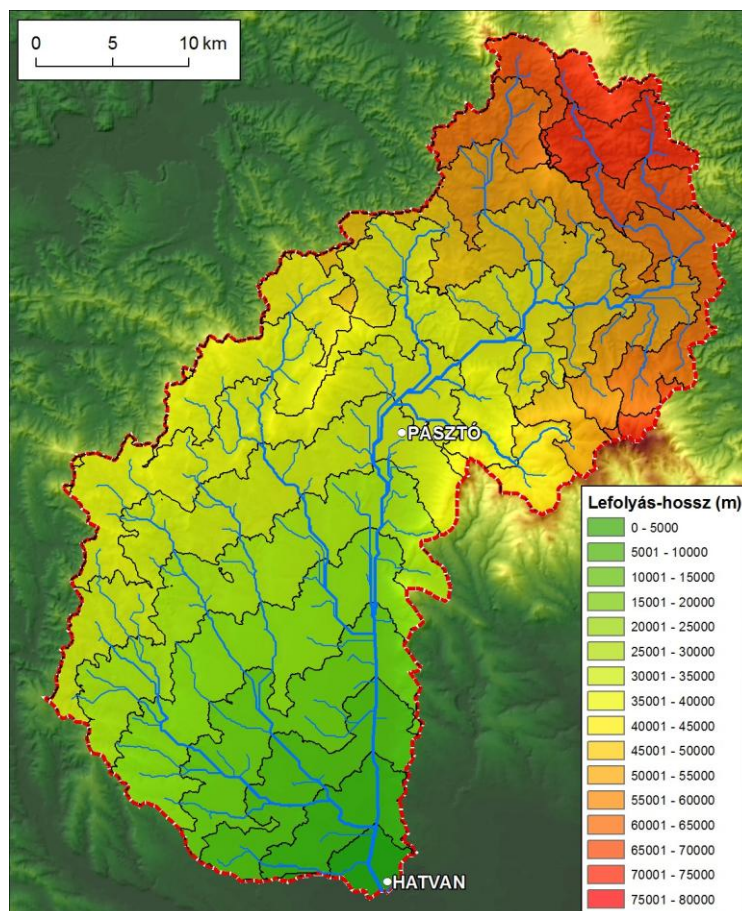 0 5 10 km
PÁSZTÓ
HATVAN
Lefolyás-hossz (m)
0 - 5000
5001 - 10000
10001 - 15000
15001 - 20000
20001 - 25000
25001 - 30000
30001 - 35000
35001 - 40000
40001 - 45000
45001 - 50000
50001 - 55000
55001 - 60000
60001 - 65000
65001 - 70000
70001 - 75000
75001 - 80000